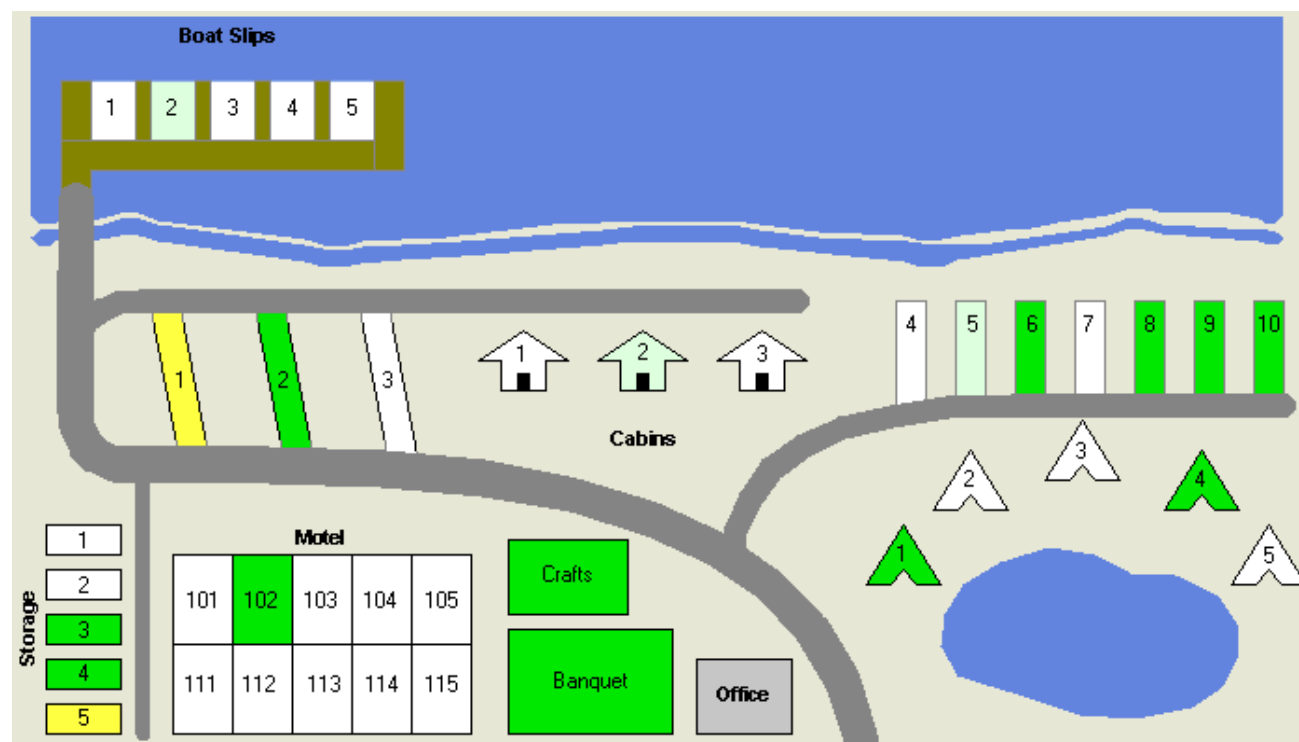 Boat Slips
1 2 3 4 5
4 5 6 7 8 9 10
1 2 3
1 2 3
Cabins
3
2 4
1 5
Storage
1
2
3
4
5
Motel
101 102 103 104 105
111 112 113 114 115
Crafts
Banquet
Office